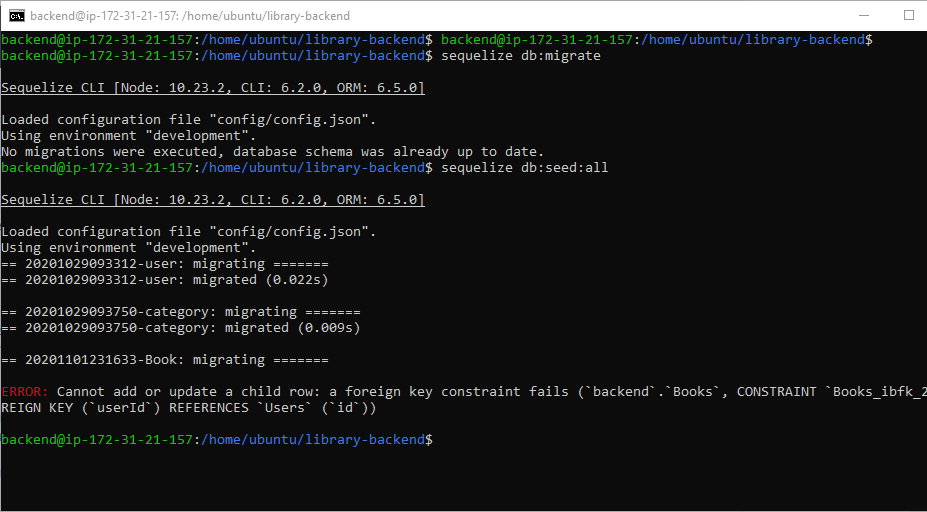 backend@ip-172-31-21-157: /home/ubuntu/library-backend
backend@ip-172-31-21-157:/home/ubuntu/library-backend$ backend@ip-172-31-21-157:/home/ubuntu/library-backend$
backend@ip-172-31-21-157:/home/ubuntu/library-backend$ sequelize db:migrate
Sequelize CLI [Node: 10.23.2, CLI: 6.2.0, ORM: 6.5.0]
Loaded configuration file "config/config.json".
Using environment "development".
No migrations were executed, database schema was already up to date.
backend@ip-172-31-21-157:/home/ubuntu/library-backend$ sequelize db:seed:all
Sequelize CLI [Node: 10.23.2, CLI: 6.2.0, ORM: 6.5.0]
Loaded configuration file "config/config.json".
Using environment "development".
== 20201029093312-user: migrating =======
== 20201029093312-user: migrated (0.022s)
== 20201029093750-category: migrating =======
== 20201029093750-category: migrated (0.009s)
== 20201101231633-Book: migrating =======
ERROR: Cannot add or update a child row: a foreign key constraint fails (`backend`.`Books`, CONSTRAINT `Books_ibfk_2
REIGN KEY (`userId`) REFERENCES `Users` (`id`))
backend@ip-172-31-21-157:/home/ubuntu/library-backend$